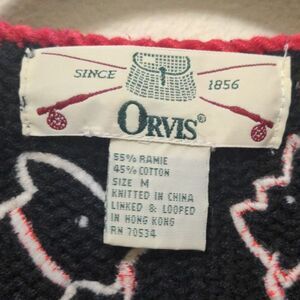 SINCE 1856
ORVIS®
55% RAMIE
45% COTTON
SIZE M
KNITTED IN CHINA
LINKED & LOOPED
IN HONG KONG
RN 70534